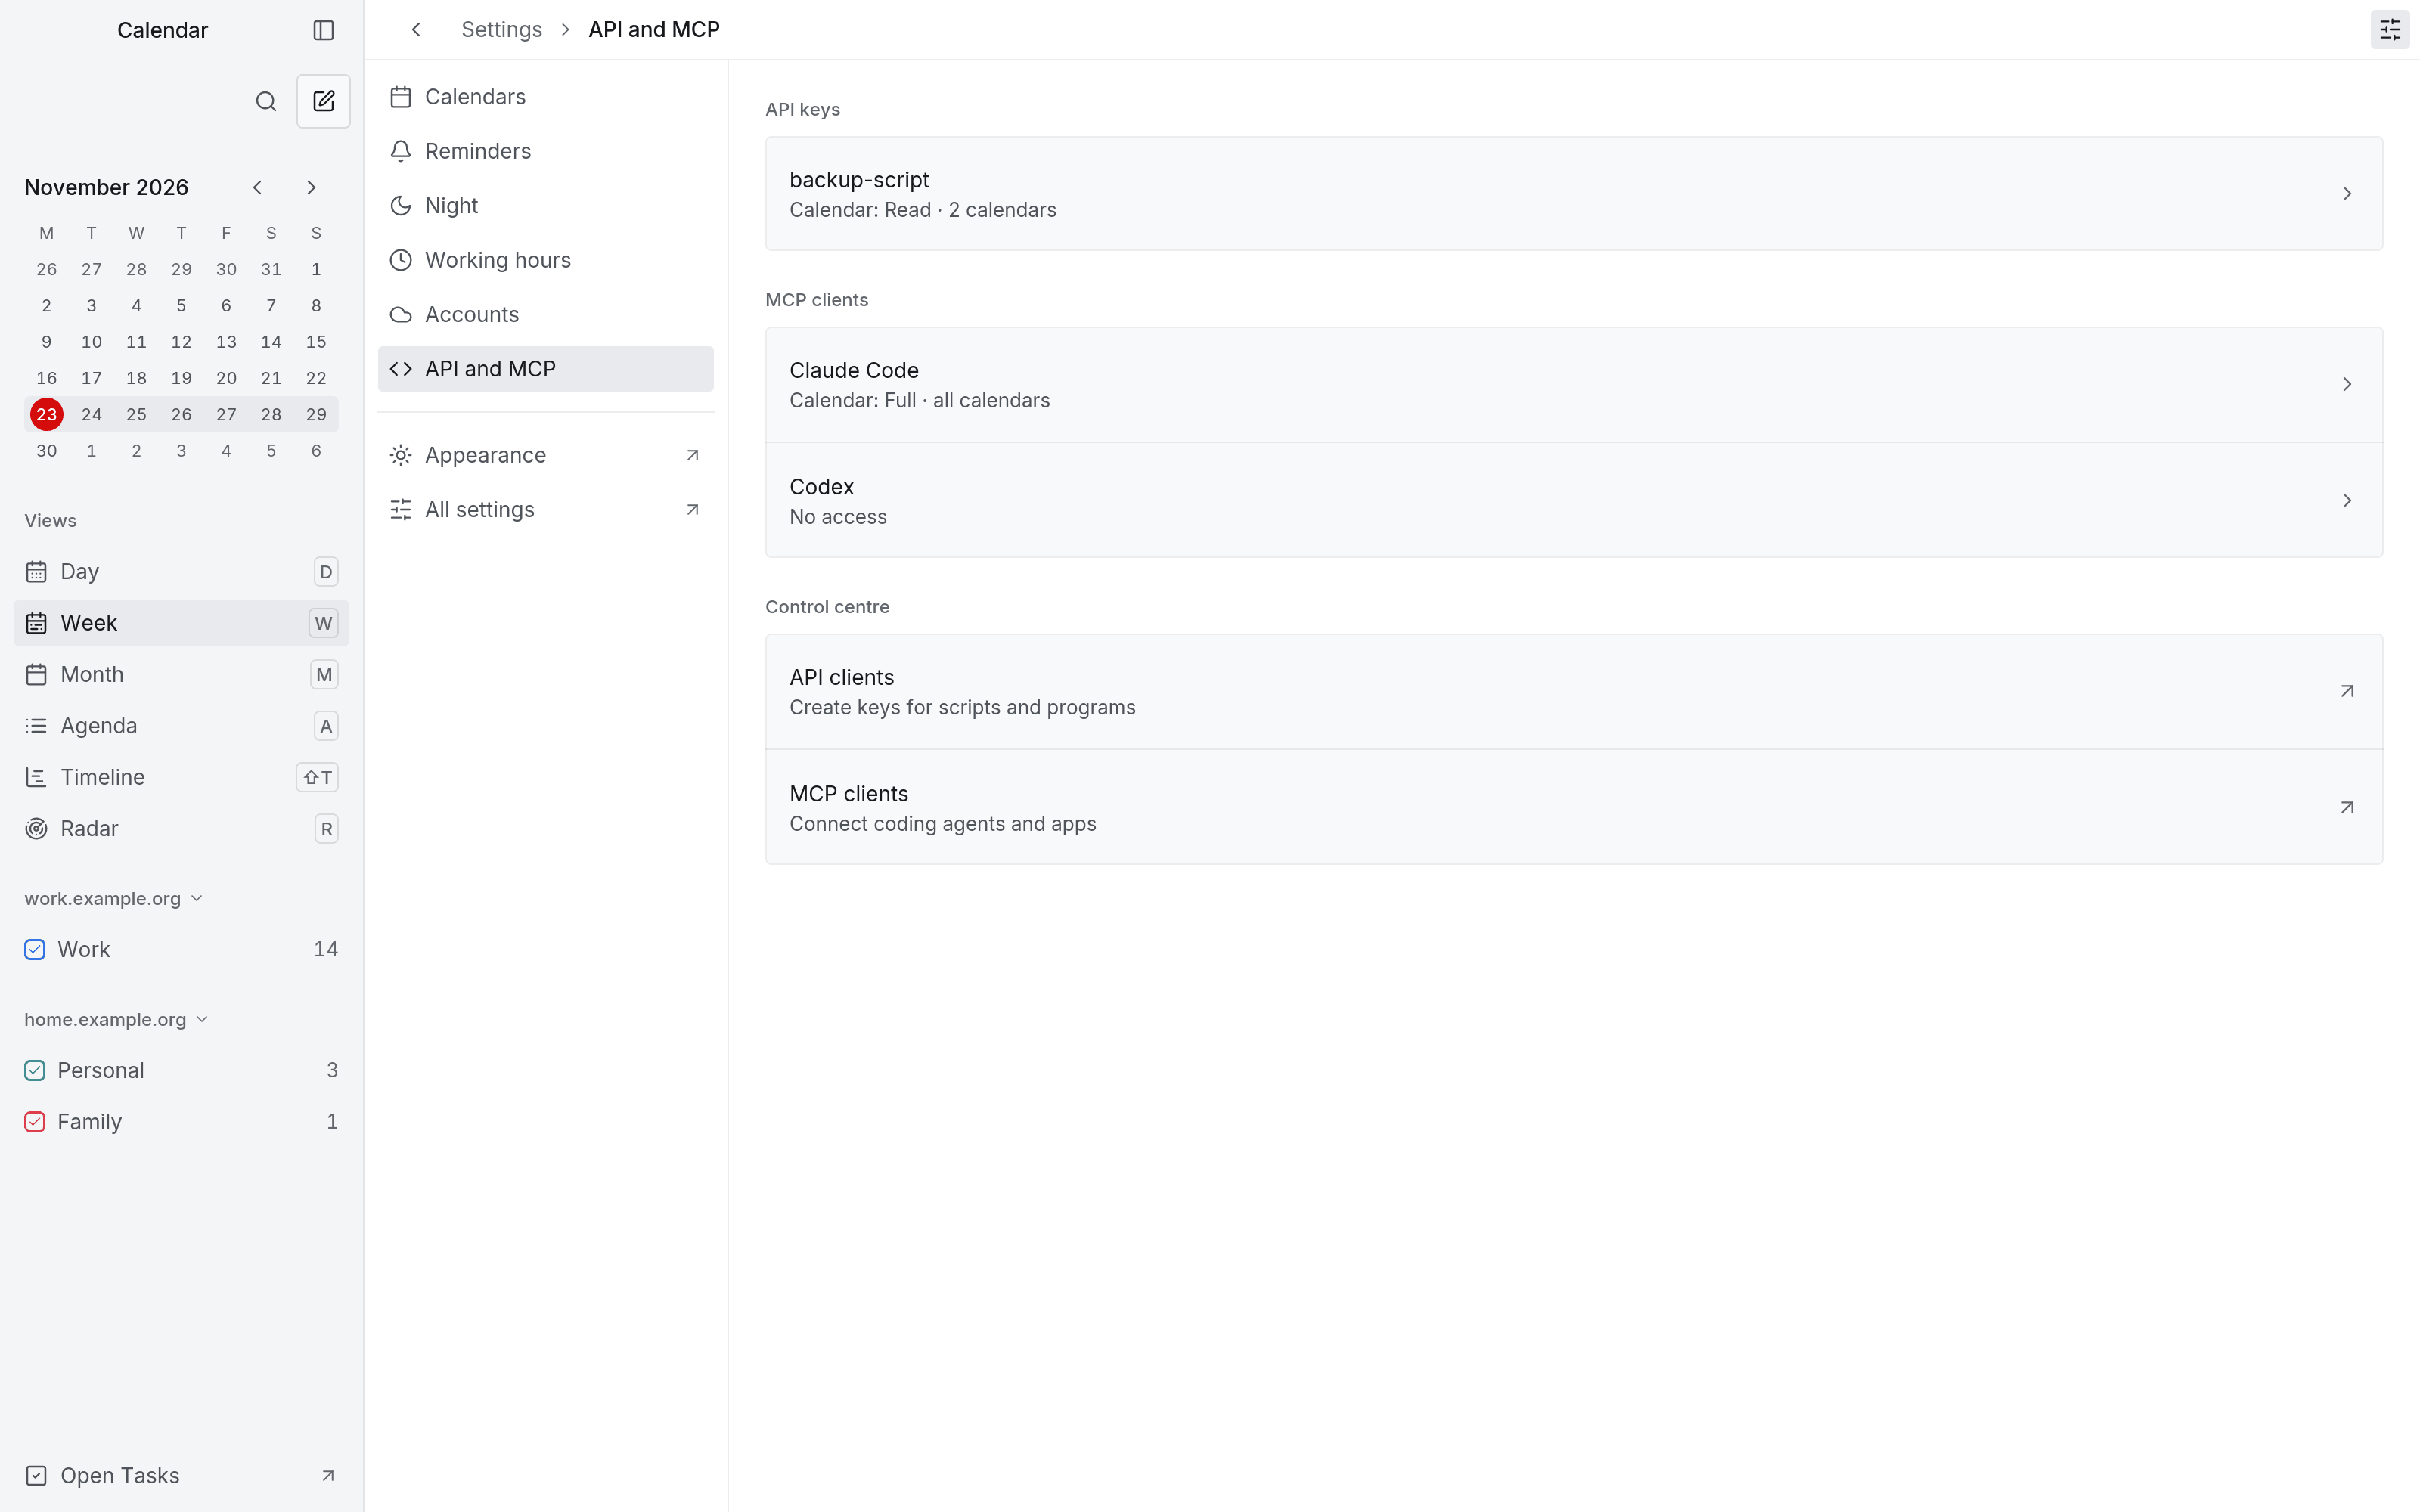 Calendar
November 2026
M T W T F S S
26 27 28 29 30 31 1
2 3 4 5 6 7 8
9 10 11 12 13 14 15
16 17 18 19 20 21 22
23 24 25 26 27 28 29
30 1 2 3 4 5 6
Views
Day D
Week W
Month M
Agenda A
Timeline ⇧T
Radar R
work.example.org
Work 14
home.example.org
Personal 3
Family 1
Open Tasks
Settings > API and MCP
Calendars
Reminders
Night
Working hours
Accounts
API and MCP
Appearance
All settings
API keys
backup-script
Calendar: Read · 2 calendars
MCP clients
Claude Code
Calendar: Full · all calendars
Codex
No access
Control centre
API clients
Create keys for scripts and programs
MCP clients
Connect coding agents and apps